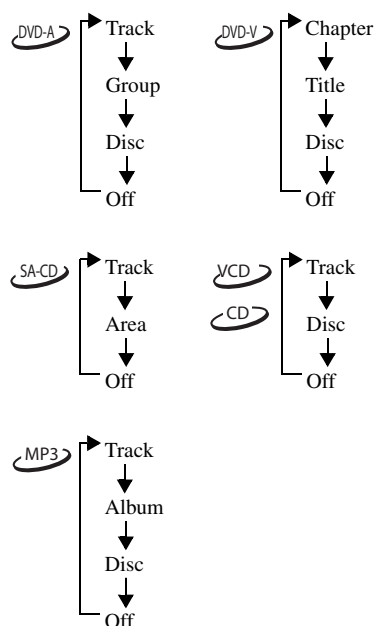 DVD-A
Track
Group
Disc
Off
DVD-V
Chapter
Title
Disc
Off
SA-CD
Track
Area
Off
VCD
CD
Track
Disc
Off
MP3
Track
Album
Disc
Off